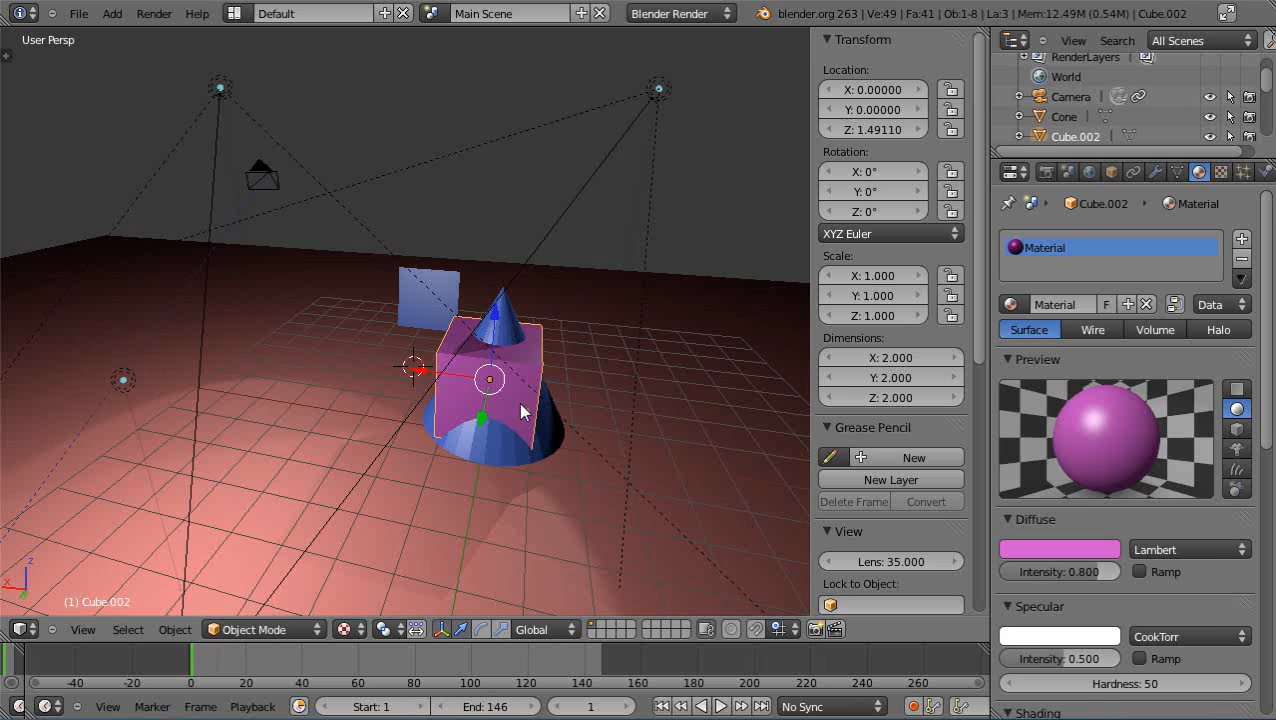 File Add Render Help Default Main Scene Blender Render blender.org 263 | Ve:49 | Fa:41 | Ob:1-8 | La:3 | Mem:12.49M (0.54M) | Cube.002
User Persp
(1) Cube.002
z
x
View Select Object Object Mode Global
Transform
Location:
X: 0.00000
Y: 0.00000
Z: 1.49110
Rotation:
X: 0°
Y: 0°
Z: 0°
XYZ Euler
Scale:
X: 1.000
Y: 1.000
Z: 1.000
Dimensions:
X: 2.000
Y: 2.000
Z: 2.000
Grease Pencil
New
New Layer
Delete Frame Convert
View
Lens: 35.000
Lock to Object:
View Search All Scenes
RenderLayers
World
Camera
Cone
Cube.002
Cube.002 Material
Material
Material F Data
Surface Wire Volume Halo
Preview
Diffuse
Lambert
Intensity: 0.800 Ramp
Specular
CookTorr
Intensity: 0.500 Ramp
Hardness: 50
Shading
-40 -20 0 20 40 60 80 100 120 140 160 180 200 220 240 260
View Marker Frame Playback Start: 1 End: 146 1 No Sync